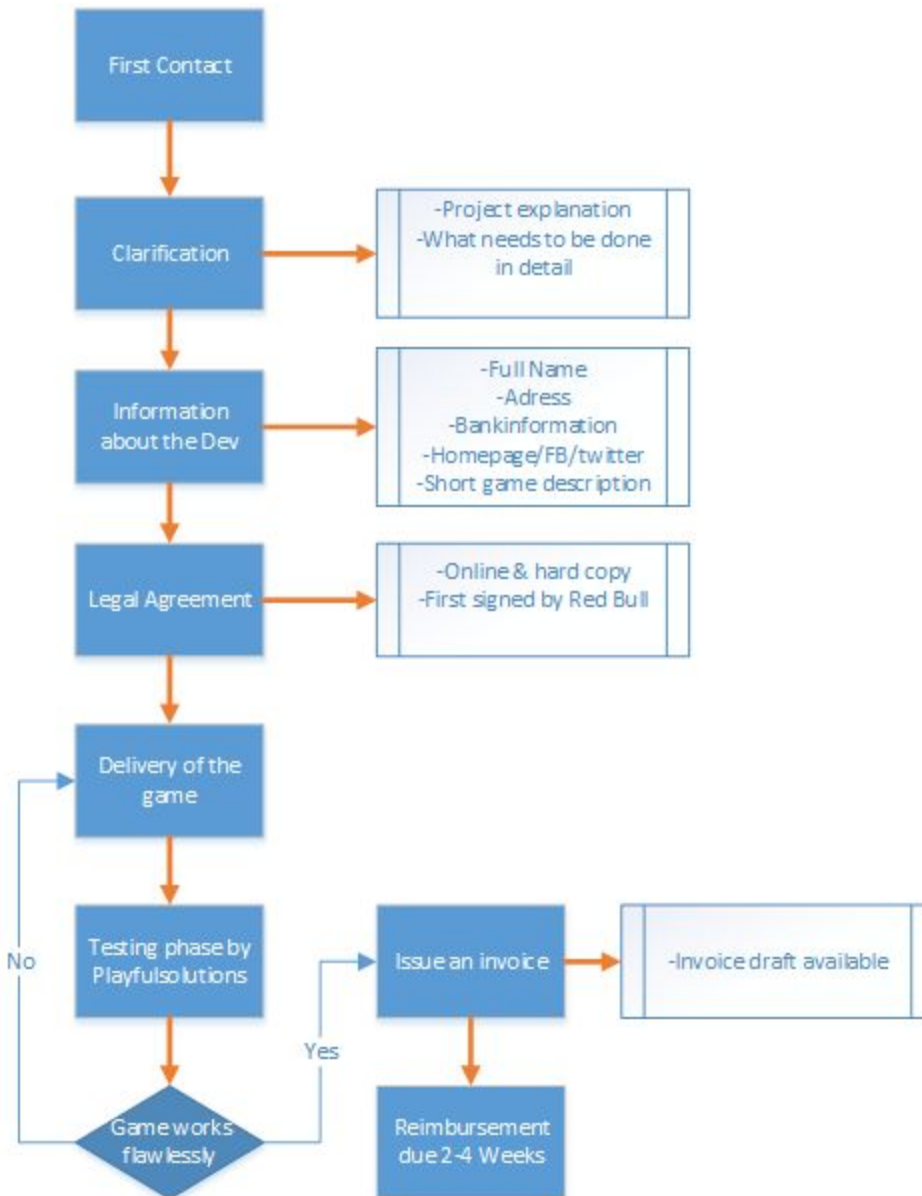 First Contact
Clarification
-Project explanation
-What needs to be done
in detail
Information
about the Dev
-Full Name
-Adress
-Bankinformation
-Homepage/FB/twitter
-Short game description
Legal Agreement
-Online & hard copy
-First signed by Red Bull
Delivery of the
game
Testing phase by
Playfulsolutions
No
Issue an invoice
-Invoice draft available
Yes
Game works
flawlessly
Reimbursement
due 2-4 Weeks